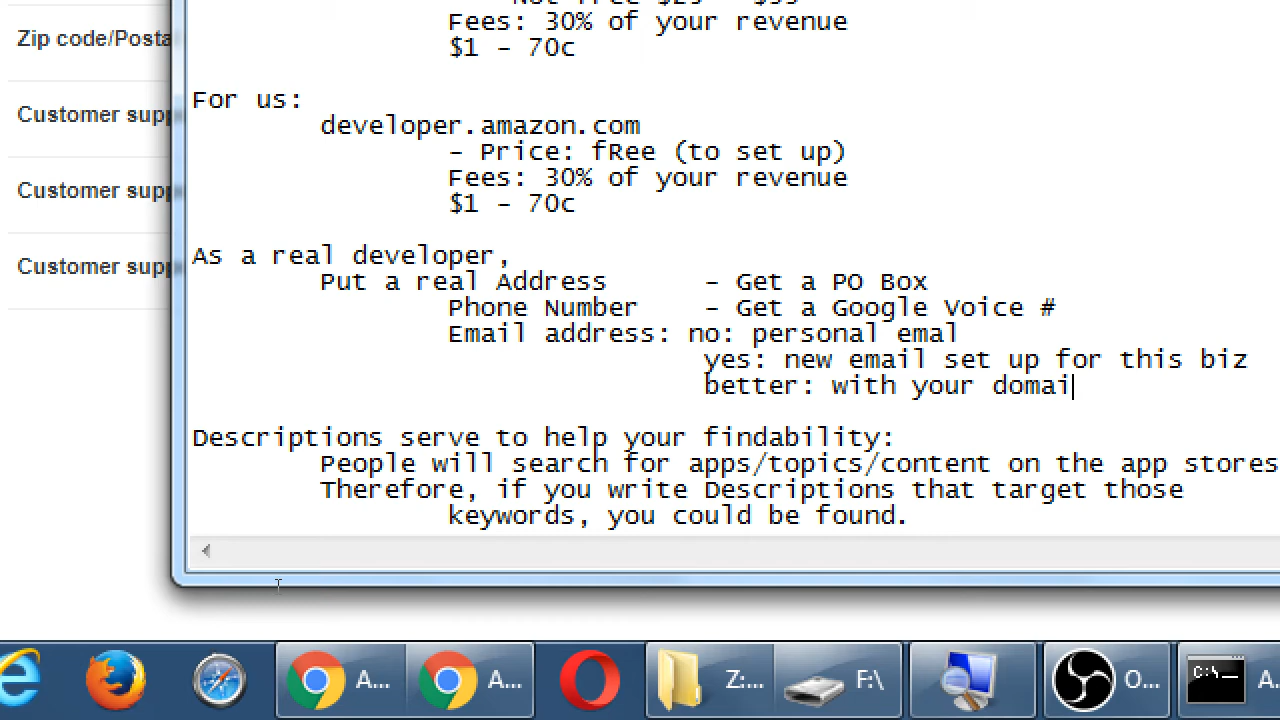 Fees: 30% of your revenue
$1 - 70c
Zip code/Posta
For us:
Customer supp
developer.amazon.com
- Price: fRee (to set up)
Fees: 30% of your revenue
Customer supp
$1 - 70c
As a real developer,
Customer supp
Put a real Address - Get a PO Box
Phone Number - Get a Google Voice #
Email address: no: personal emal
yes: new email set up for this biz
better: with your domai
Descriptions serve to help your findability:
People will search for apps/topics/content on the app stores
Therefore, if you write Descriptions that target those
keywords, you could be found.
A... A... Z:... F:\ O... A.